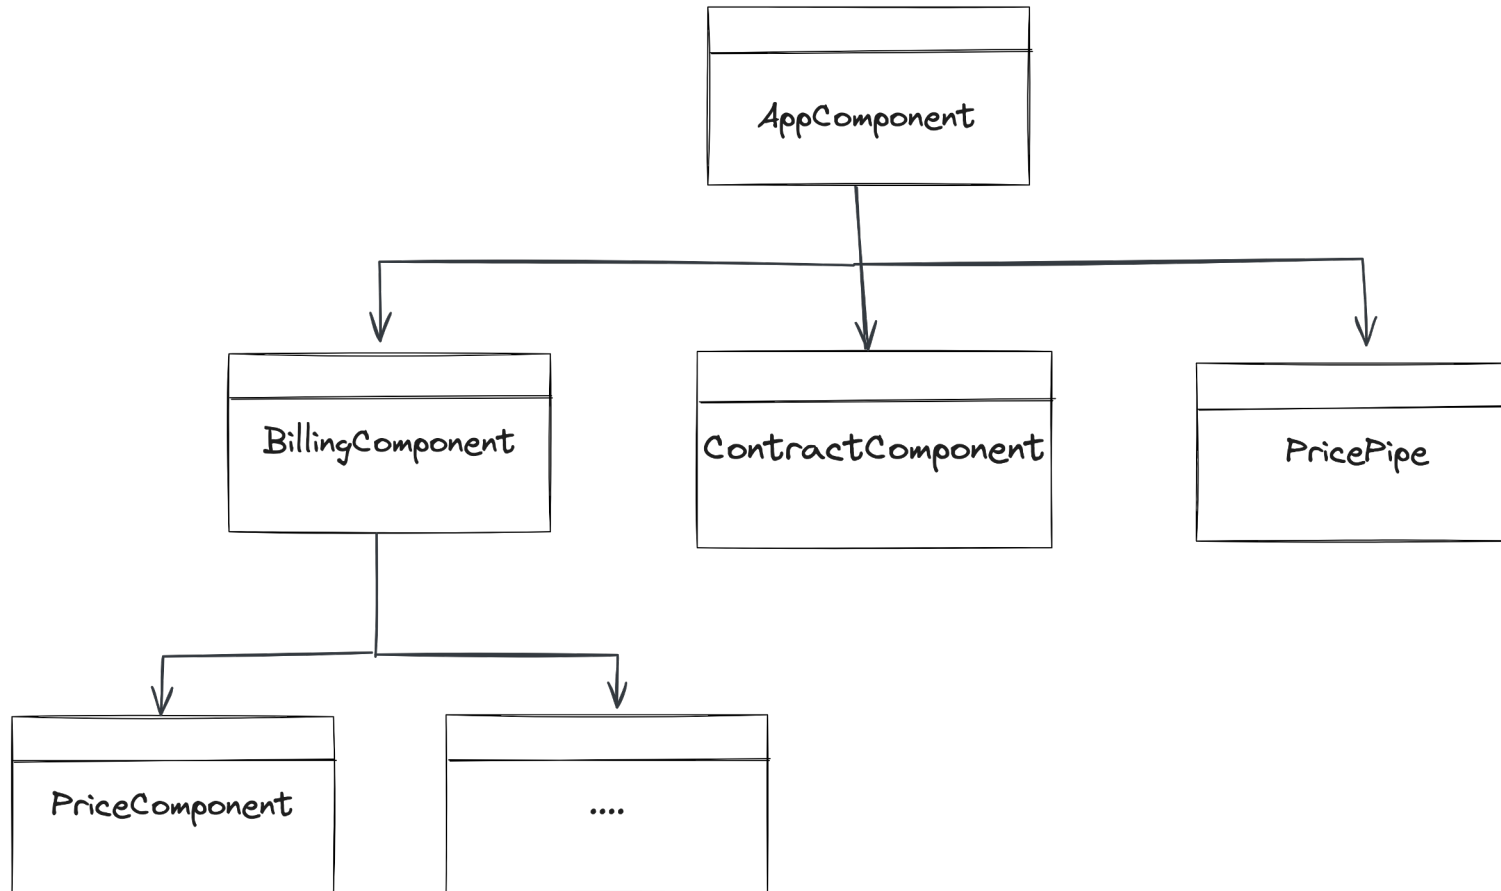 AppComponent
BillingComponent
ContractComponent
PricePipe
PriceComponent
....